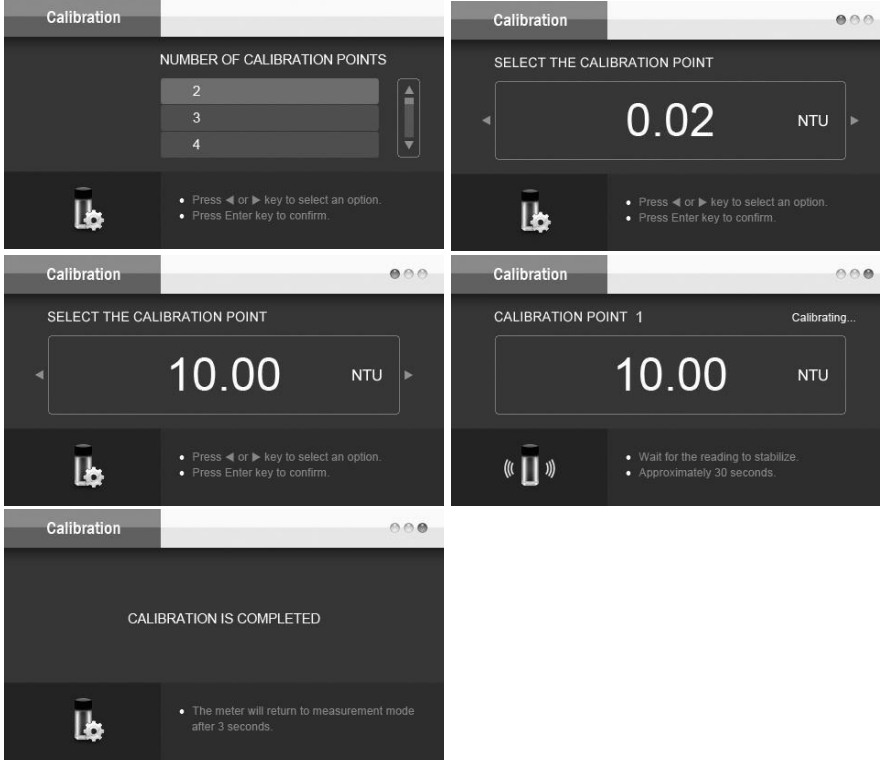 Calibration
NUMBER OF CALIBRATION POINTS
2
3
4
• Press ◀ or ▶ key to select an option.
• Press Enter key to confirm.
Calibration
SELECT THE CALIBRATION POINT
0.02 NTU
• Press ◀ or ▶ key to select an option.
• Press Enter key to confirm.
Calibration
SELECT THE CALIBRATION POINT
10.00 NTU
• Press ◀ or ▶ key to select an option.
• Press Enter key to confirm.
Calibration
CALIBRATION POINT 1 Calibrating...
10.00 NTU
• Wait for the reading to stabilize.
• Approximately 30 seconds.
Calibration
CALIBRATION IS COMPLETED
• The meter will return to measurement mode
after 3 seconds.